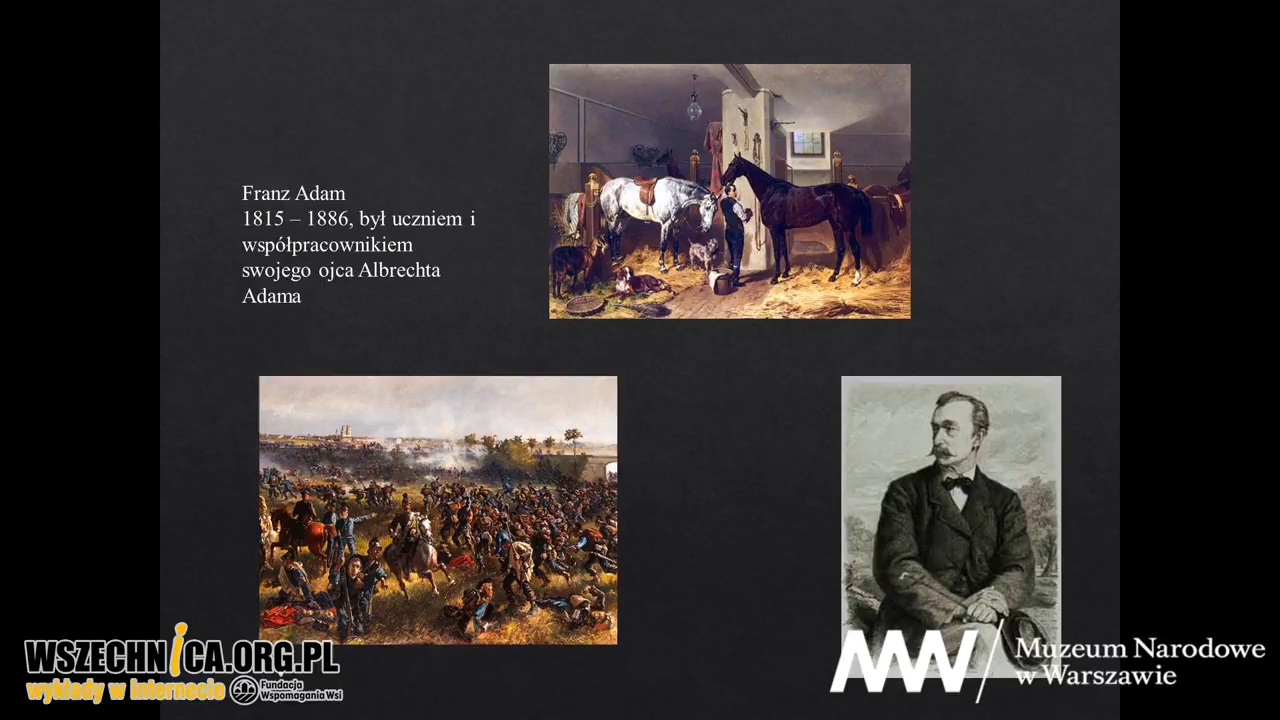 Franz Adam
1815 – 1886, był uczniem i
współpracownikiem
swojego ojca Albrechta
Adama
WSZECHNiCA.ORG.PL
wykłady w internecie
Fundacja
Wspomagania Wsi
MNW
Muzeum Narodowe
w Warszawie